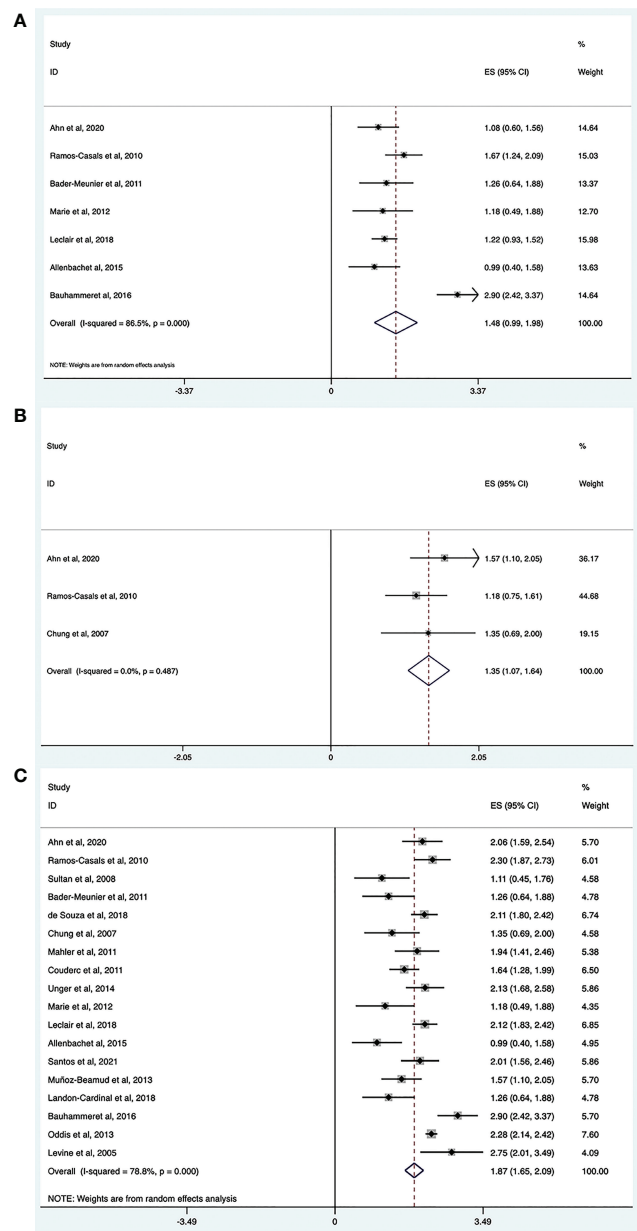 A
Study %
ID ES (95% CI) Weight
Ahn et al, 2020 1.08 (0.60, 1.56) 14.64
Ramos-Casals et al, 2010 1.67 (1.24, 2.09) 15.03
Bader-Meunier et al, 2011 1.26 (0.64, 1.88) 13.37
Marie et al, 2012 1.18 (0.49, 1.88) 12.70
Leclair et al, 2018 1.22 (0.93, 1.52) 15.98
Allenbachet al, 2015 0.99 (0.40, 1.58) 13.63
Bauhammeret al, 2016 2.90 (2.42, 3.37) 14.64
Overall (I-squared = 86.5%, p = 0.000) 1.48 (0.99, 1.98) 100.00
NOTE: Weights are from random effects analysis
-3.37 0 3.37
B
Study %
ID ES (95% CI) Weight
Ahn et al, 2020 1.57 (1.10, 2.05) 36.17
Ramos-Casals et al, 2010 1.18 (0.75, 1.61) 44.68
Chung et al, 2007 1.35 (0.69, 2.00) 19.15
Overall (I-squared = 0.0%, p = 0.487) 1.35 (1.07, 1.64) 100.00
-2.05 0 2.05
C
Study %
ID ES (95% CI) Weight
Ahn et al, 2020 2.06 (1.59, 2.54) 5.70
Ramos-Casals et al, 2010 2.30 (1.87, 2.73) 6.01
Sultan et al, 2008 1.11 (0.45, 1.76) 4.58
Bader-Meunier et al, 2011 1.26 (0.64, 1.88) 4.78
de Souza et al, 2018 2.11 (1.80, 2.42) 6.74
Chung et al, 2007 1.35 (0.69, 2.00) 4.58
Mahler et al, 2011 1.94 (1.41, 2.46) 5.38
Couderc et al, 2011 1.64 (1.28, 1.99) 6.50
Unger et al, 2014 2.13 (1.68, 2.58) 5.86
Marie et al, 2012 1.18 (0.49, 1.88) 4.35
Leclair et al, 2018 2.12 (1.83, 2.42) 6.85
Allenbachet al, 2015 0.99 (0.40, 1.58) 4.95
Santos et al, 2021 2.01 (1.56, 2.46) 5.86
Muñoz-Beamud et al, 2013 1.57 (1.10, 2.05) 5.70
Landon-Cardinal et al, 2018 1.26 (0.64, 1.88) 4.78
Bauhammeret al, 2016 2.90 (2.42, 3.37) 5.70
Oddis et al, 2013 2.28 (2.14, 2.42) 7.60
Levine et al, 2005 2.75 (2.01, 3.49) 4.09
Overall (I-squared = 78.8%, p = 0.000) 1.87 (1.65, 2.09) 100.00
NOTE: Weights are from random effects analysis
-3.49 0 3.49